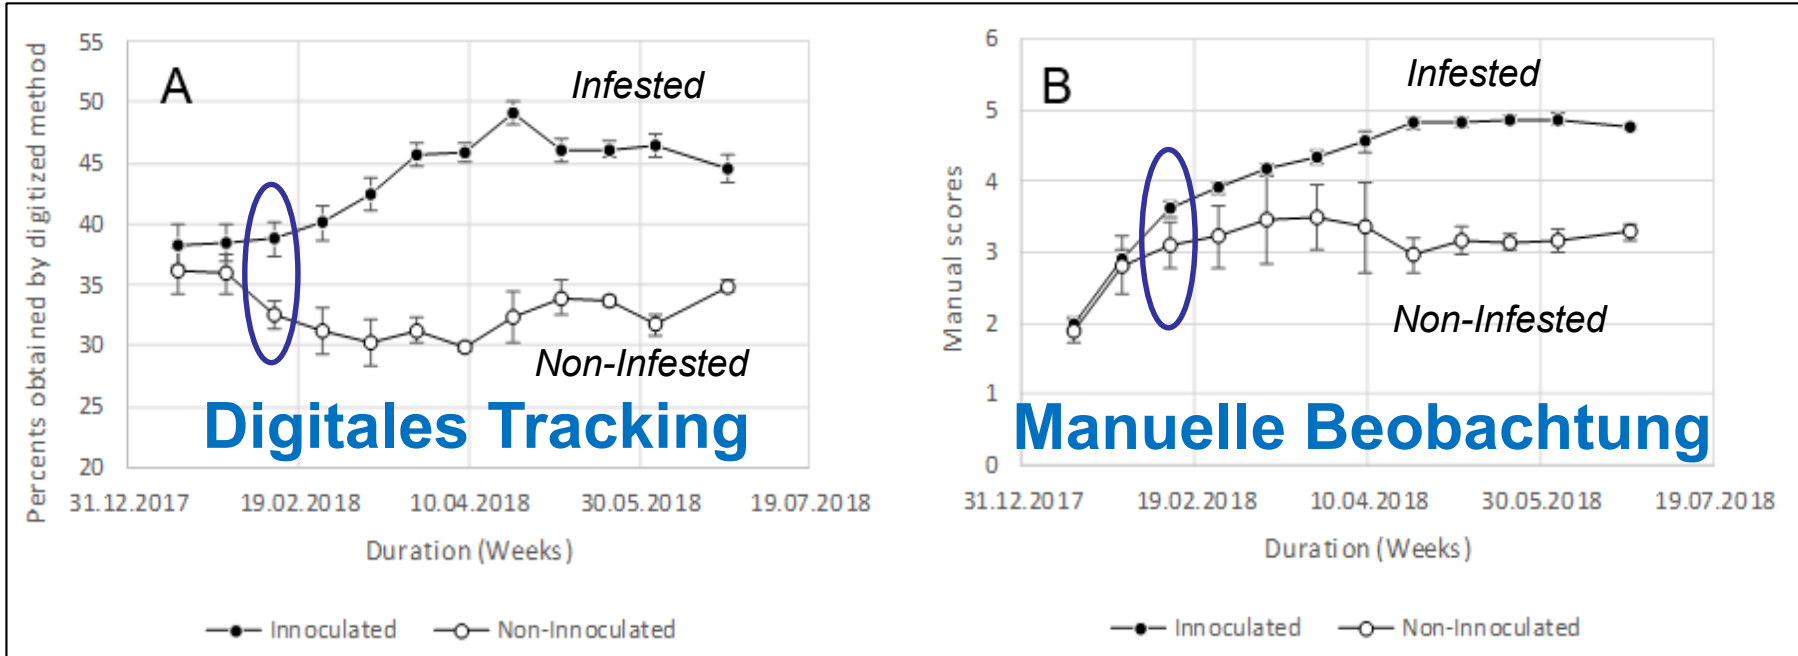 A
Infested
Non-Infested
Digitales Tracking
Percents obtained by digitized method
55
50
45
40
35
30
25
20
31.12.2017 19.02.2018 10.04.2018 30.05.2018 19.07.2018
Duration (Weeks)
Innoculated Non-Innoculated
B
Infested
Non-Infested
Manuelle Beobachtung
Manual scores
6
5
4
3
2
1
0
31.12.2017 19.02.2018 10.04.2018 30.05.2018 19.07.2018
Duration (Weeks)
Innoculated Non-Innoculated